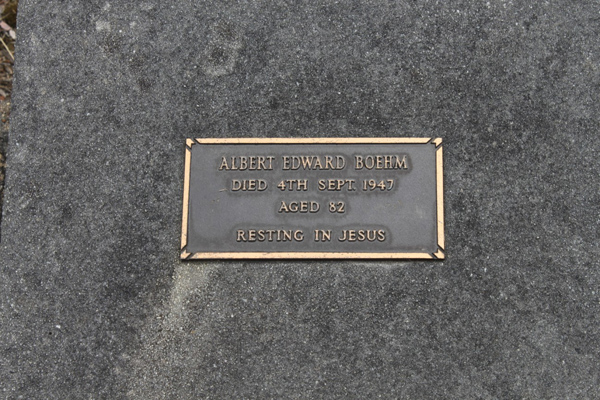 ALBERT EDWARD BOEHM
DIED 4TH SEPT. 1947
AGED 82
RESTING IN JESUS